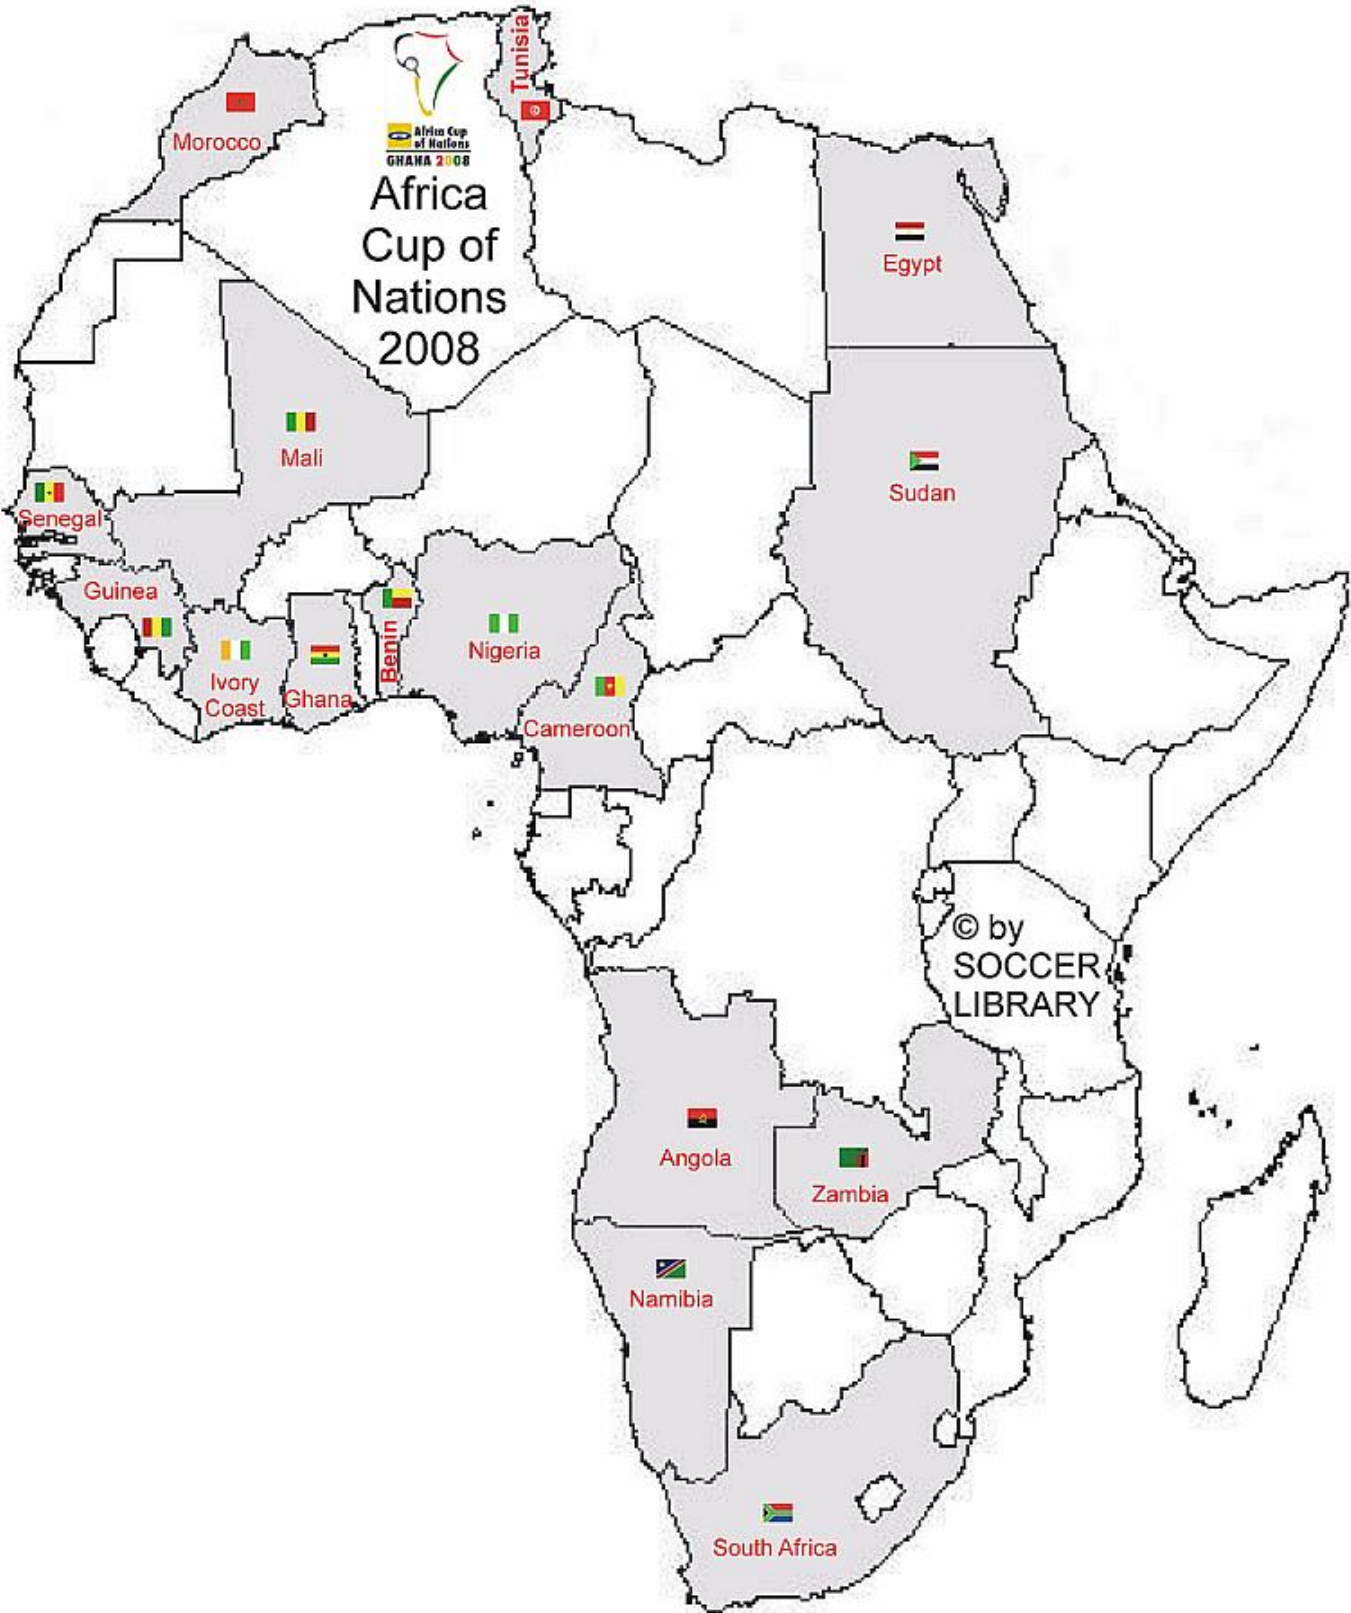 Tunisia
Morocco
Africa Cup
of Nations
GHANA 2008
Africa
Cup of
Nations
2008
Egypt
Mali
Sudan
Senegal
Guinea
Nigeria
Benin
Ivory
Coast
Ghana
Cameroon
© by
SOCCER
LIBRARY
Angola
Zambia
Namibia
South Africa